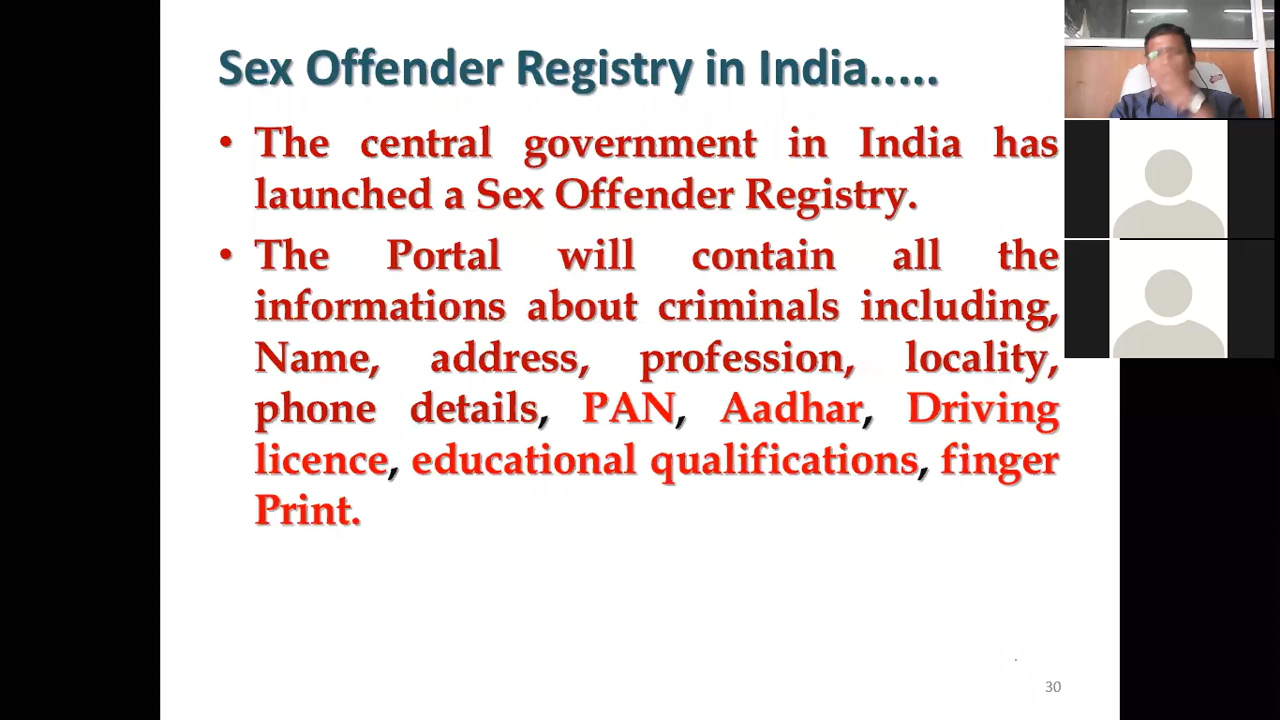 Sex Offender Registry in India.....
• The central government in India has
launched a Sex Offender Registry.
• The Portal will contain all the
informations about criminals including,
Name, address, profession, locality,
phone details, PAN, Aadhar, Driving
licence, educational qualifications, finger
Print.
30